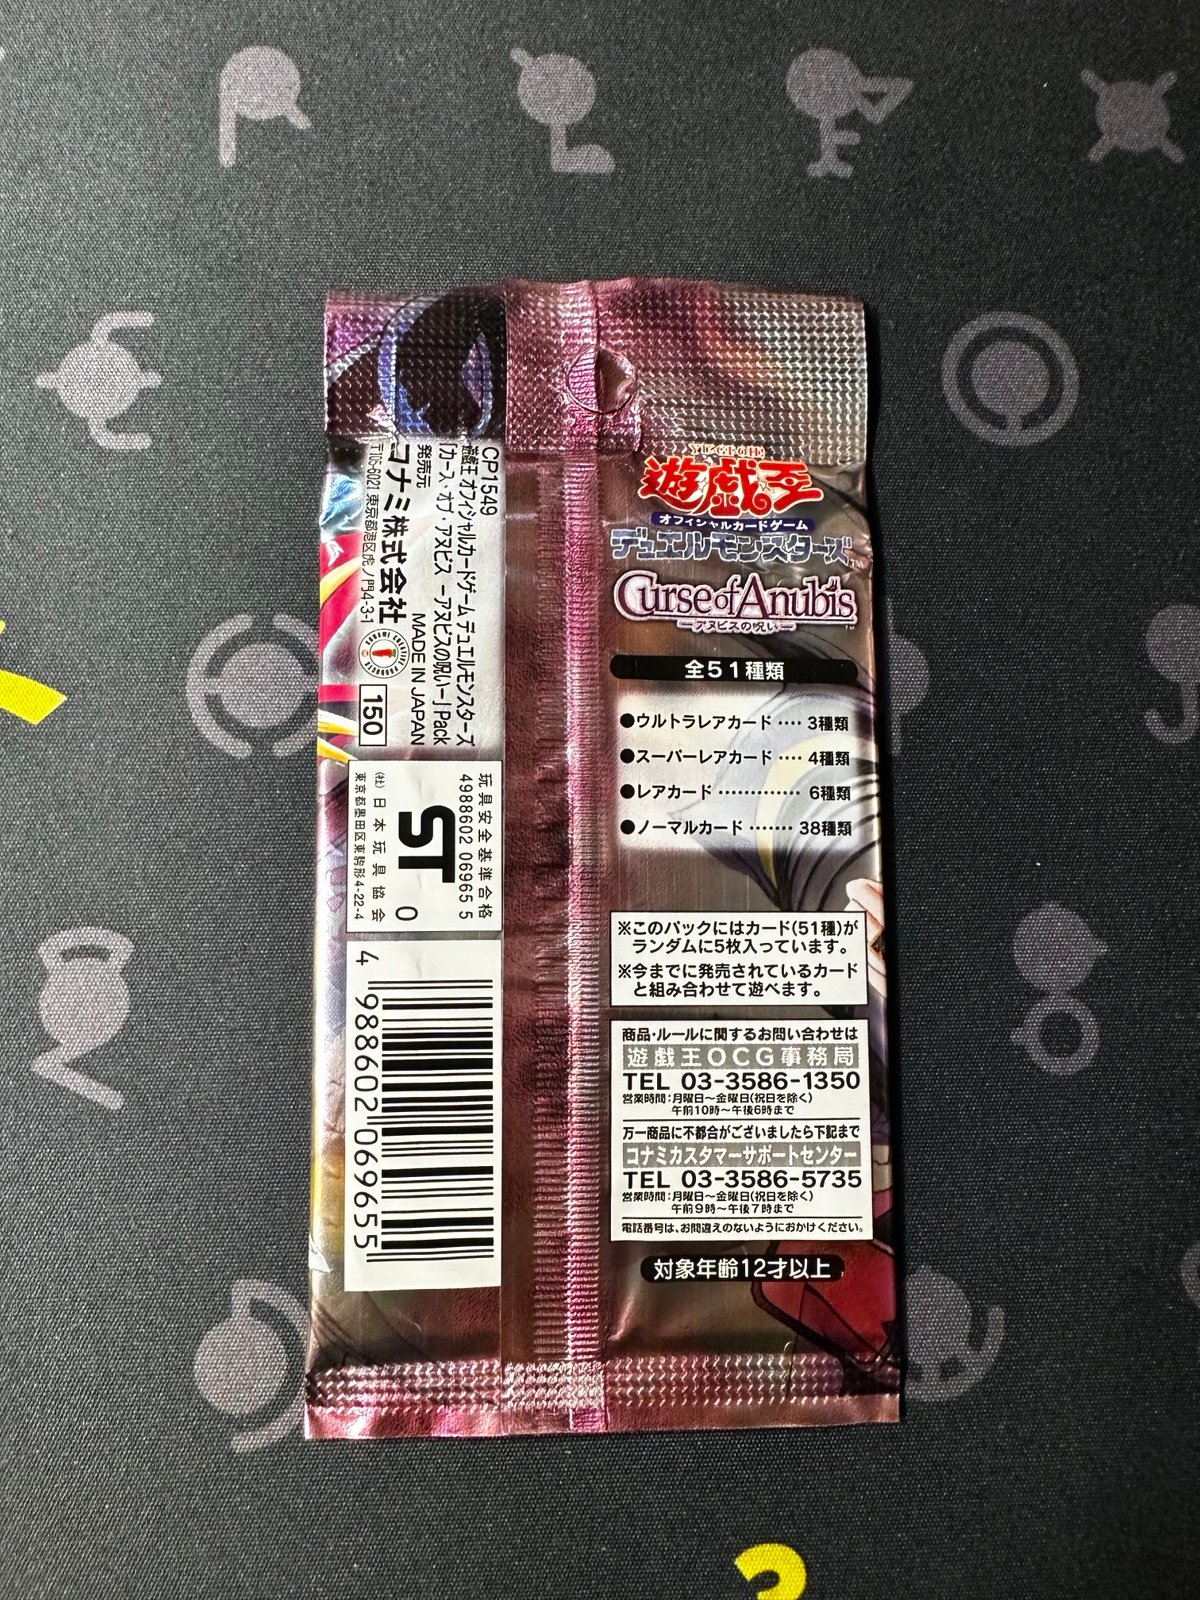 CP1549
遊戯王 オフィシャルカードゲーム デュエルモンスターズ
「カース・オブ・アヌビス ―アヌビスの呪い―」Pack
発売元
MADE IN JAPAN
コナミ株式会社
〒105-6021 東京都港区虎ノ門4-3-1
KONAMI CREATIVE PRODUCTS
150
玩具安全基準合格
4988602 06965 5
ST
0
(社)日本玩具協会
東京都墨田区東駒形4-22-4
4 988602 069655
YU-GI-OH!
遊戯王
オフィシャルカードゲーム
デュエルモンスターズ
TM
Curse of Anubis
―アヌビスの呪い―
TM
全51種類
●ウルトラレアカード ‥‥ 3種類
●スーパーレアカード ‥‥ 4種類
●レアカード ‥‥‥‥‥‥ 6種類
●ノーマルカード ‥‥‥ 38種類
※このパックにはカード(51種)が
ランダムに5枚入っています。
※今までに発売されているカード
と組み合わせて遊べます。
商品・ルールに関するお問い合わせは
遊戯王OCG事務局
TEL 03-3586-1350
営業時間:月曜日〜金曜日(祝日を除く)
午前10時〜午後6時まで
万一商品に不都合がございましたら下記まで
コナミカスタマーサポートセンター
TEL 03-3586-5735
営業時間:月曜日〜金曜日(祝日を除く)
午前9時〜午後7時まで
電話番号は、お間違えのないようにおかけください。
対象年齢12才以上